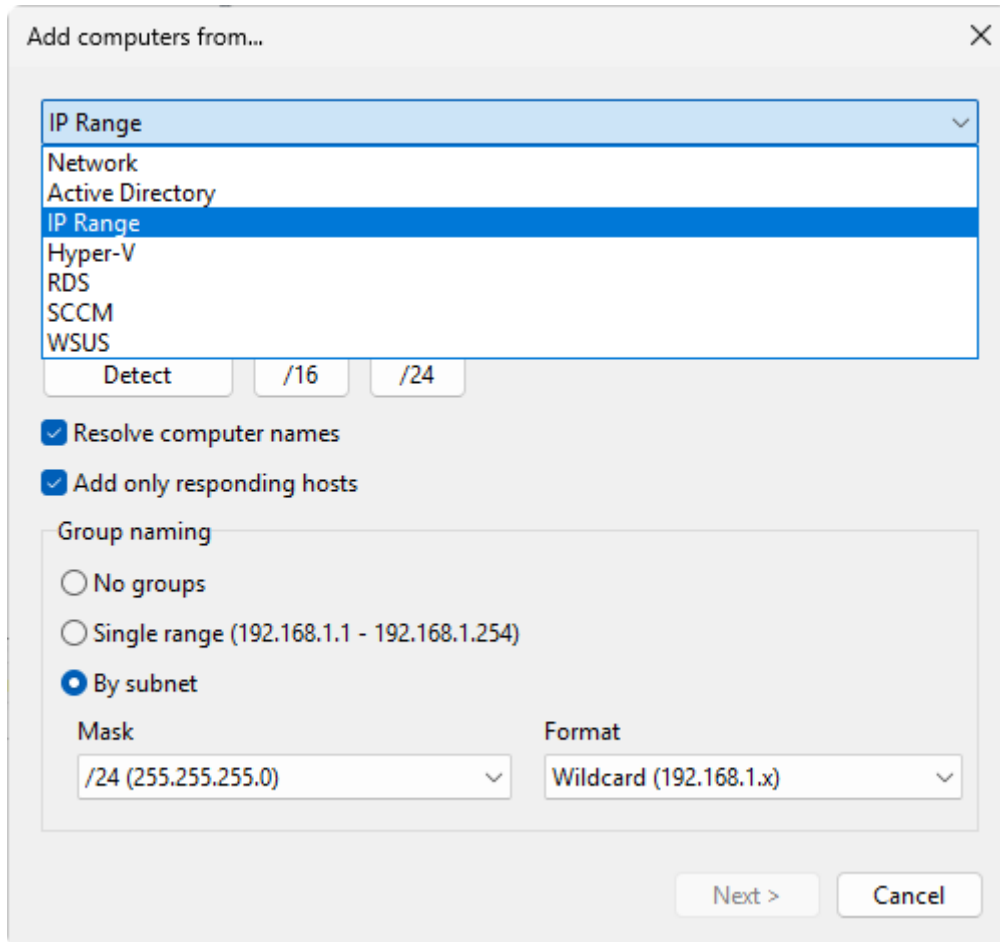 Add computers from...
IP Range
Network
Active Directory
IP Range
Hyper-V
RDS
SCCM
WSUS
Detect /16 /24
Resolve computer names
Add only responding hosts
Group naming
No groups
Single range (192.168.1.1 - 192.168.1.254)
By subnet
Mask Format
/24 (255.255.255.0) Wildcard (192.168.1.x)
Next > Cancel